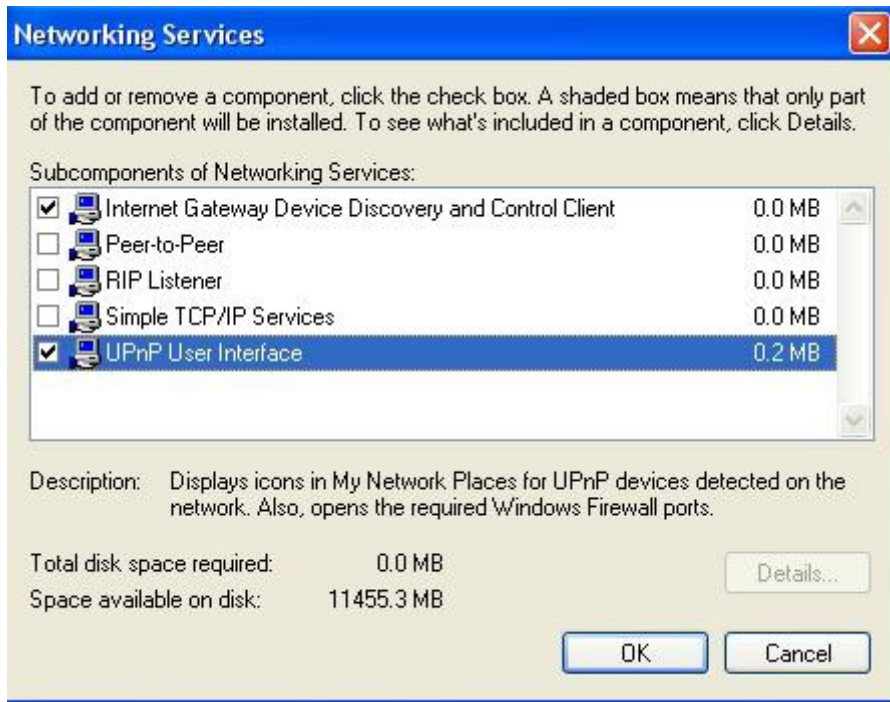 Networking Services
To add or remove a component, click the check box. A shaded box means that only part
of the component will be installed. To see what's included in a component, click Details.
Subcomponents of Networking Services:
Internet Gateway Device Discovery and Control Client 0.0 MB
Peer-to-Peer 0.0 MB
RIP Listener 0.0 MB
Simple TCP/IP Services 0.0 MB
UPnP User Interface 0.2 MB
Description: Displays icons in My Network Places for UPnP devices detected on the
network. Also, opens the required Windows Firewall ports.
Total disk space required: 0.0 MB
Details...
Space available on disk: 11455.3 MB
OK Cancel